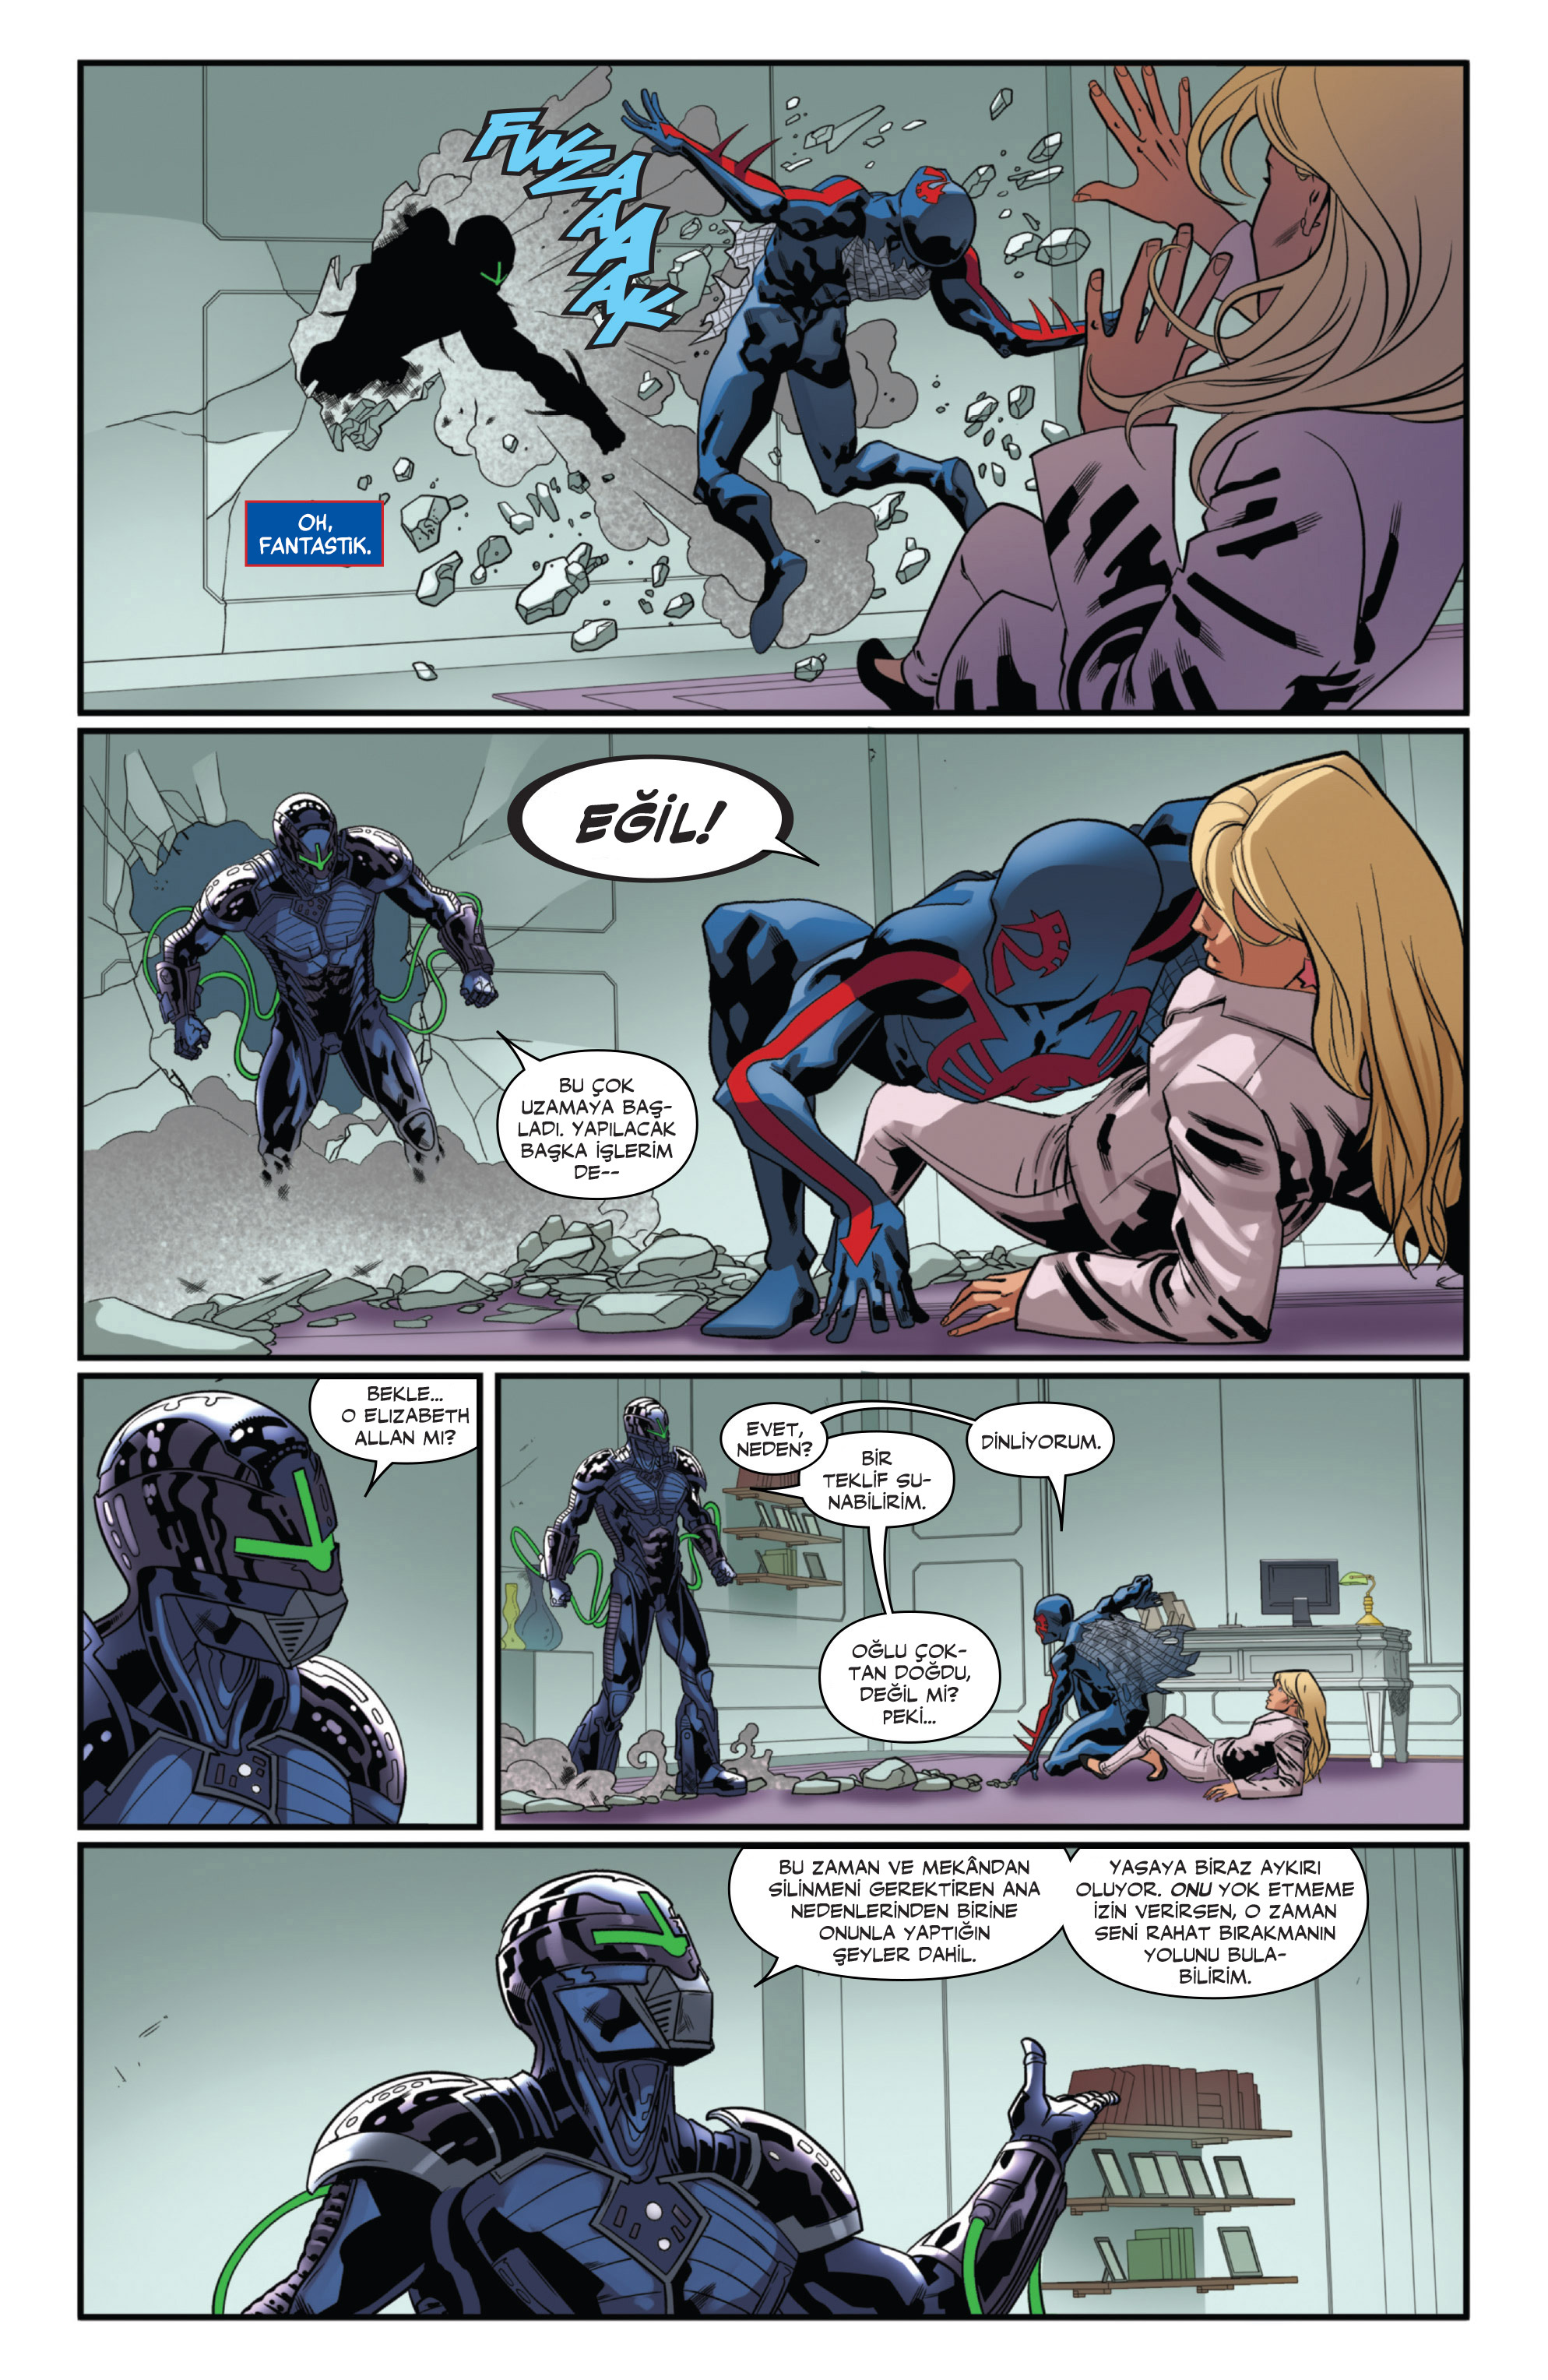 FWZAAAAAAK
OH,
FANTASTİK.
EĞİL!
BU ÇOK
UZAMAYA BAŞ-
LADI. YAPILACAK
BAŞKA İŞLERİM
DE--
BEKLE...
O ELIZABETH
ALLAN MI?
EVET,
NEDEN?
BİR
TEKLİF SU-
NABİLİRİM.
DİNLİYORUM.
OĞLU ÇOK-
TAN DOĞDU,
DEĞİL Mİ?
PEKİ...
BU ZAMAN VE MEKÂNDAN
SİLİNMENİ GEREKTİREN ANA
NEDENLERİNDEN BİRİNE
ONUNLA YAPTIĞIN
ŞEYLER DAHİL.
YASAYA BİRAZ AYKIRI
OLUYOR. ONU YOK ETMEME
İZİN VERİRSEN, O ZAMAN
SENİ RAHAT BIRAKMANIN
YOLUNU BULA-
BİLİRİM.